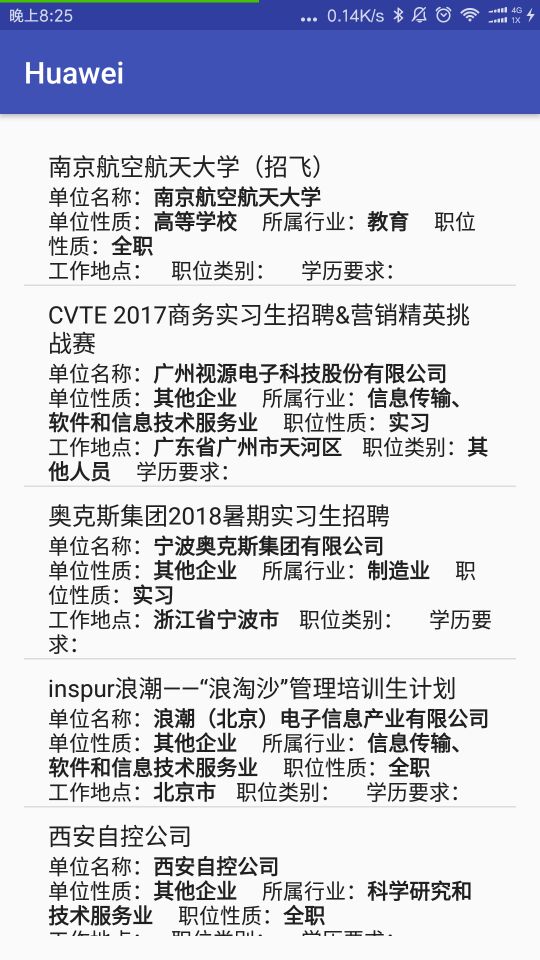 晚上8:25 ... 0.14K/s 4G 1X
Huawei
南京航空航天大学（招飞）
单位名称：南京航空航天大学
单位性质：高等学校 所属行业：教育 职位
性质：全职
工作地点： 职位类别： 学历要求：
CVTE 2017商务实习生招聘&营销精英挑
战赛
单位名称：广州视源电子科技股份有限公司
单位性质：其他企业 所属行业：信息传输、
软件和信息技术服务业 职位性质：实习
工作地点：广东省广州市天河区 职位类别：其
他人员 学历要求：
奥克斯集团2018暑期实习生招聘
单位名称：宁波奥克斯集团有限公司
单位性质：其他企业 所属行业：制造业 职
位性质：实习
工作地点：浙江省宁波市 职位类别： 学历要
求：
inspur浪潮——“浪淘沙”管理培训生计划
单位名称：浪潮（北京）电子信息产业有限公司
单位性质：其他企业 所属行业：信息传输、
软件和信息技术服务业 职位性质：全职
工作地点：北京市 职位类别： 学历要求：
西安自控公司
单位名称：西安自控公司
单位性质：其他企业 所属行业：科学研究和
技术服务业 职位性质：全职
工作地点： 职位类别： 学历要求：